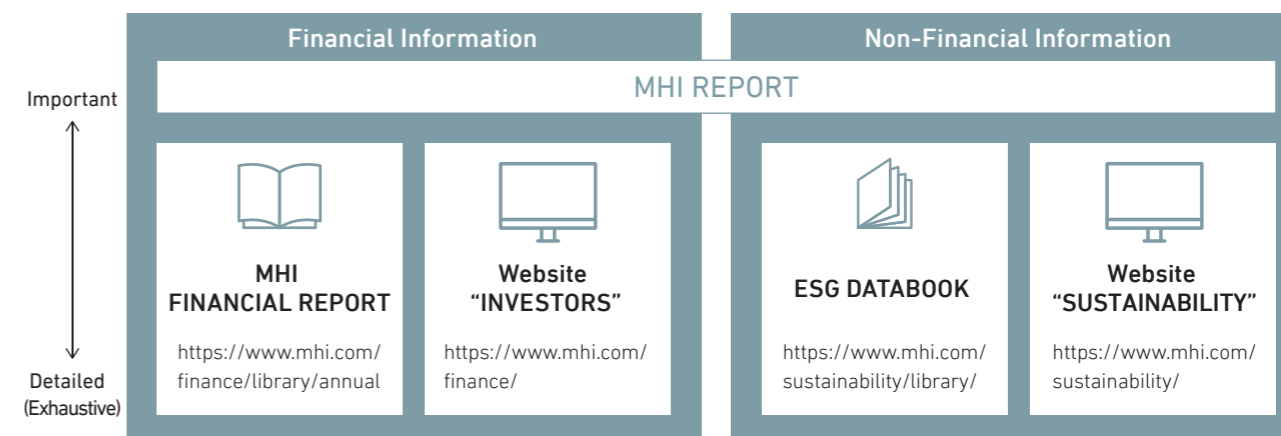 Financial Information
Non-Financial Information
MHI REPORT
Important
Detailed
(Exhaustive)
MHI
FINANCIAL REPORT
https://www.mhi.com/
finance/library/annual
Website
“INVESTORS”
https://www.mhi.com/
finance/
ESG DATABOOK
https://www.mhi.com/
sustainability/library/
Website
“SUSTAINABILITY”
https://www.mhi.com/
sustainability/